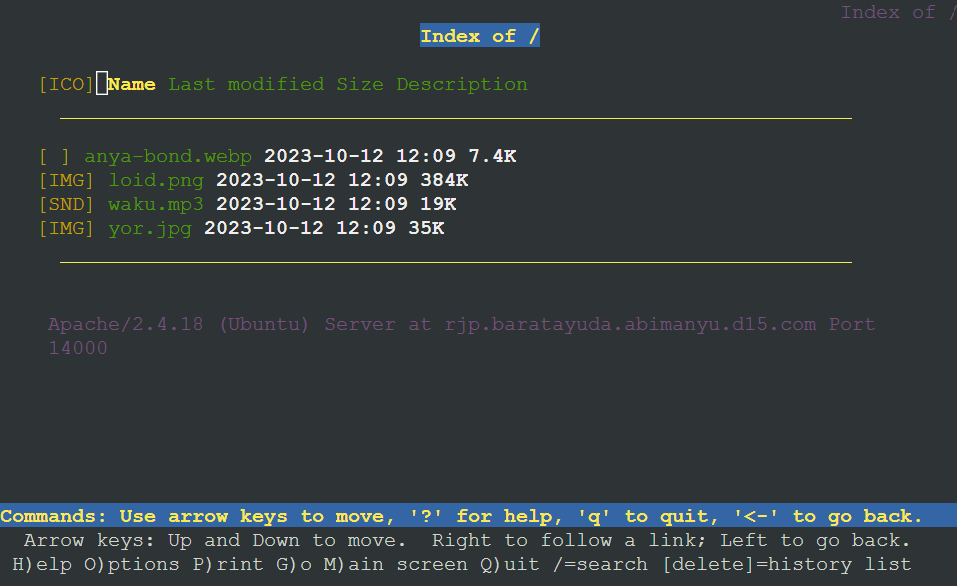 Index of /
Index of /
[ICO] Name Last modified Size Description
[ ] anya-bond.webp 2023-10-12 12:09 7.4K
[IMG] loid.png 2023-10-12 12:09 384K
[SND] waku.mp3 2023-10-12 12:09 19K
[IMG] yor.jpg 2023-10-12 12:09 35K
Apache/2.4.18 (Ubuntu) Server at rjp.baratayuda.abimanyu.d15.com Port
14000
Commands: Use arrow keys to move, '?' for help, 'q' to quit, '<-' to go back.
Arrow keys: Up and Down to move.  Right to follow a link; Left to go back.
H)elp O)ptions P)rint G)o M)ain screen Q)uit /=search [delete]=history list